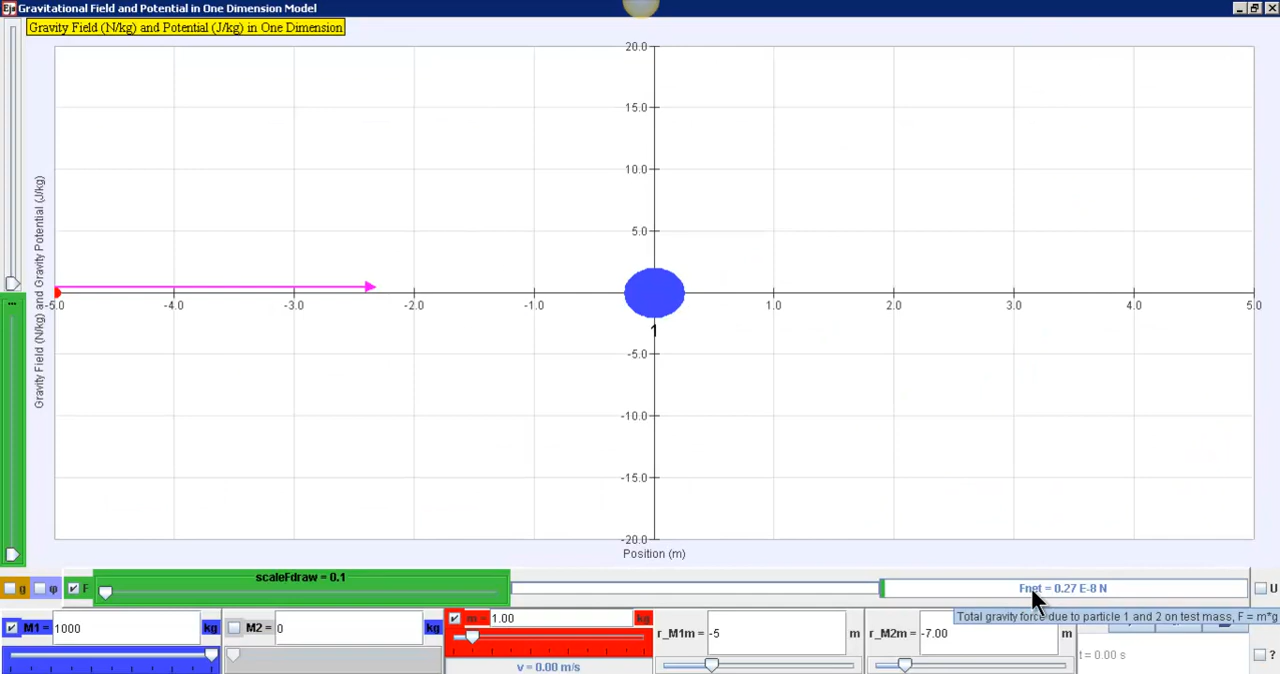 Gravitational Field and Potential in One Dimension Model
Gravity Field (N/kg) and Potential (J/kg) in One Dimension
Gravity Field (N/kg) and Gravity Potential (J/kg)
20.0
15.0
10.0
5.0
-5.0 -4.0 -3.0 -2.0 -1.0 1.0 2.0 3.0 4.0 5.0
1
-5.0
-10.0
-15.0
-20.0
Position (m)
...
g φ F scaleFdraw = 0.1 Fnet = 0.27 E-8 N U
Total gravity force due to particle 1 and 2 on test mass, F = m*g
M1= 1000 kg M2 = 0 kg m = 1.00 kg r_M1m = -5 m r_M2m = -7.00 m
v = 0.00 m/s t = 0.00 s ?